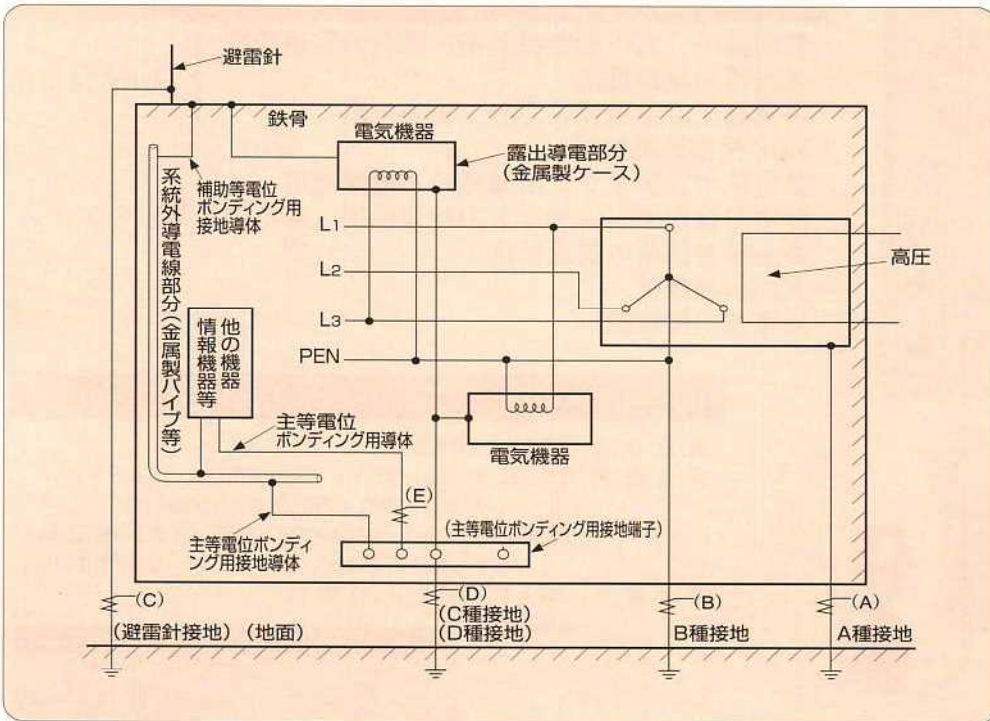 避雷針
鉄骨
電気機器
露出導電部分
(金属製ケース)
系統外導電線部分(金属製パイプ等)
補助等電位
ボンディング用
接地導体
L1
L2
L3
PEN
高圧
他の機器
情報機器等
主等電位
ボンディング用導体
電気機器
(E)
(主等電位ボンディング用接地端子)
主等電位ボンディ
ング用接地導体
(C)
(D)
(B)
(A)
(C種接地)
(避雷針接地)(地面)
(D種接地)
B種接地
A種接地